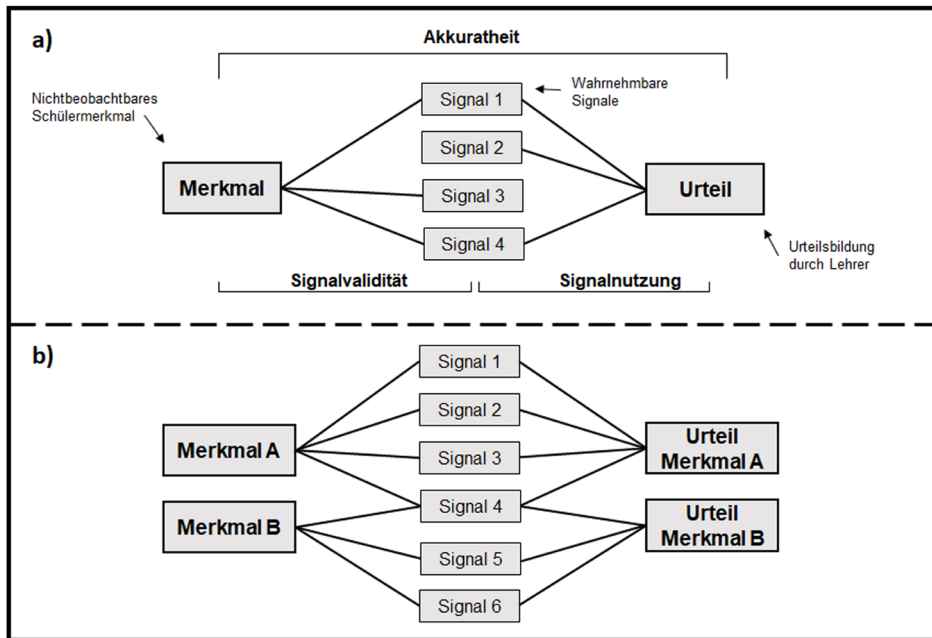 a)
Akkuratheit
Nichtbeobachtbares
Schülermerkmal
Wahrnehmbare
Signale
Signal 1
Signal 2
Signal 3
Signal 4
Merkmal
Urteil
Urteilsbildung
durch Lehrer
Signalvalidität
Signalnutzung
b)
Signal 1
Signal 2
Signal 3
Signal 4
Signal 5
Signal 6
Merkmal A
Merkmal B
Urteil
Merkmal A
Urteil
Merkmal B